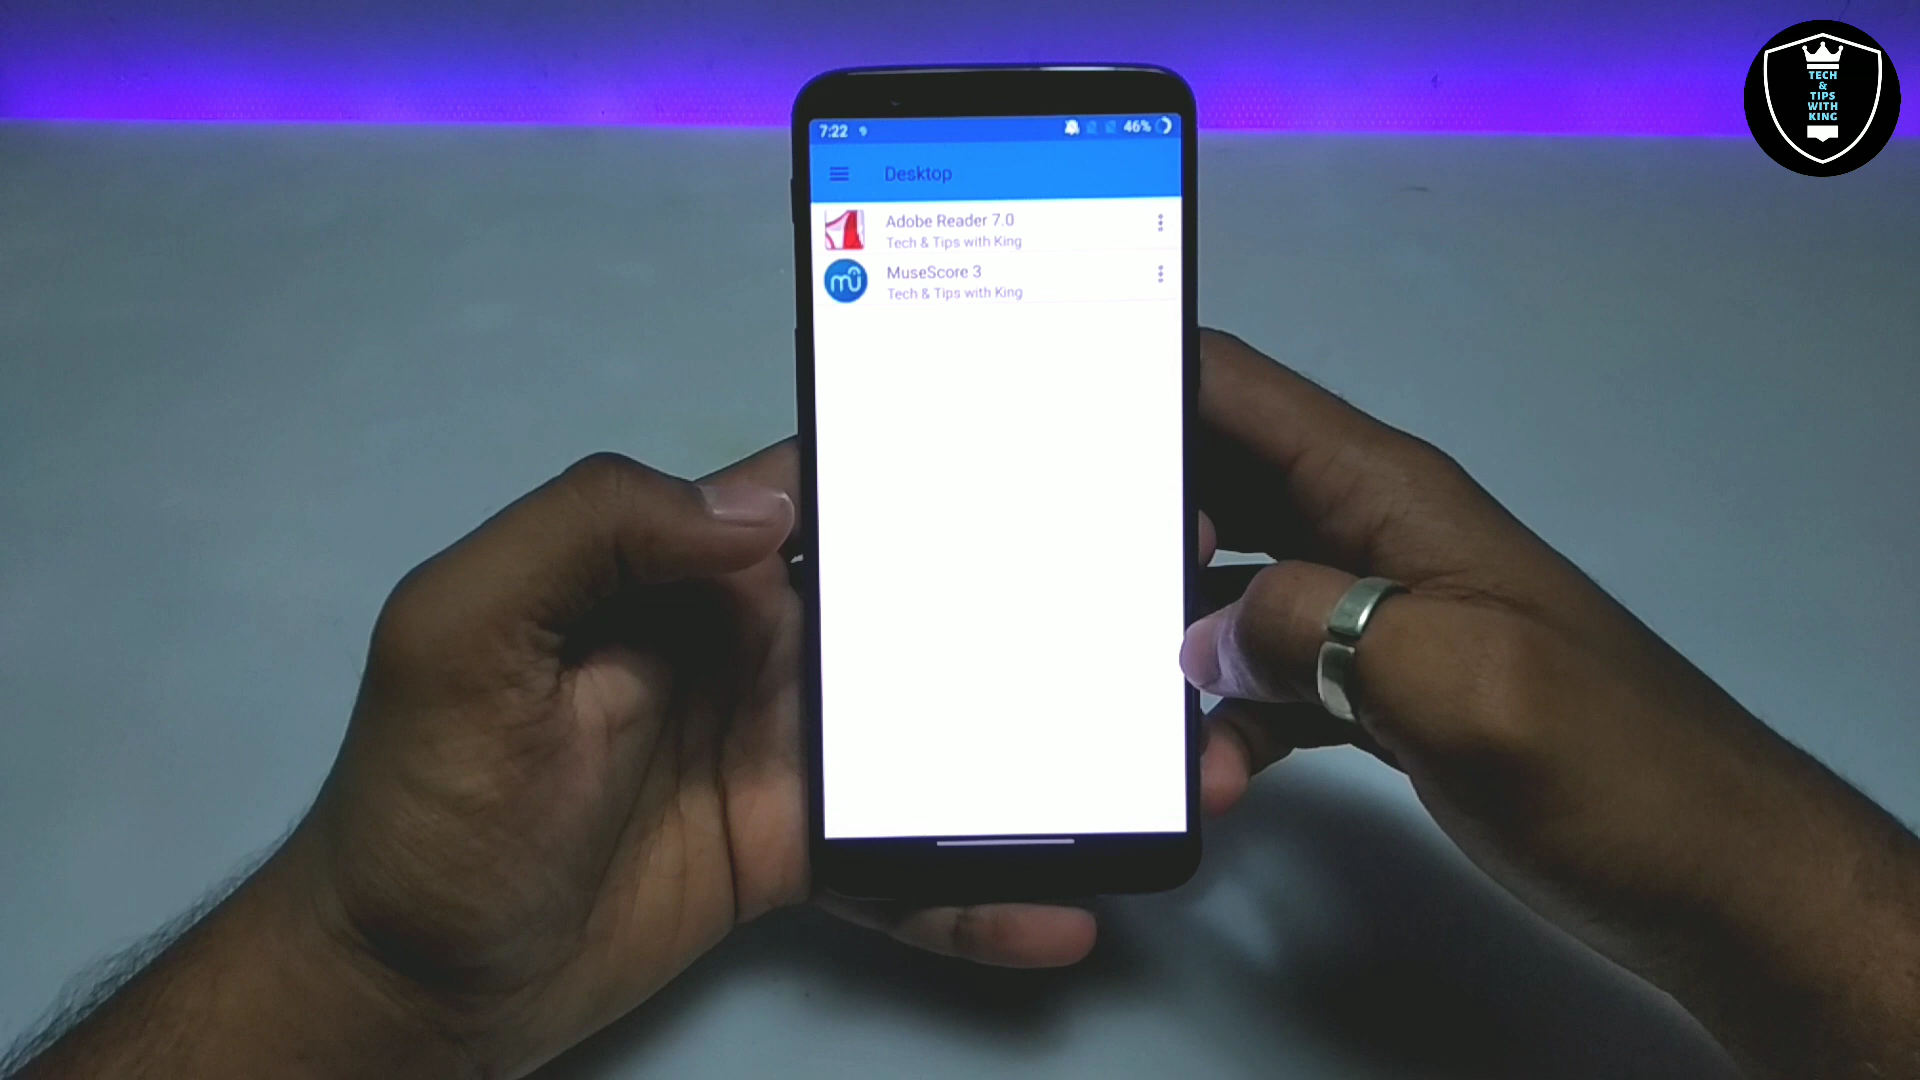 TECH
&
TIPS
WITH
KING
7:22 46%
Desktop
Adobe Reader 7.0
Tech & Tips with King
MuseScore 3
Tech & Tips with King